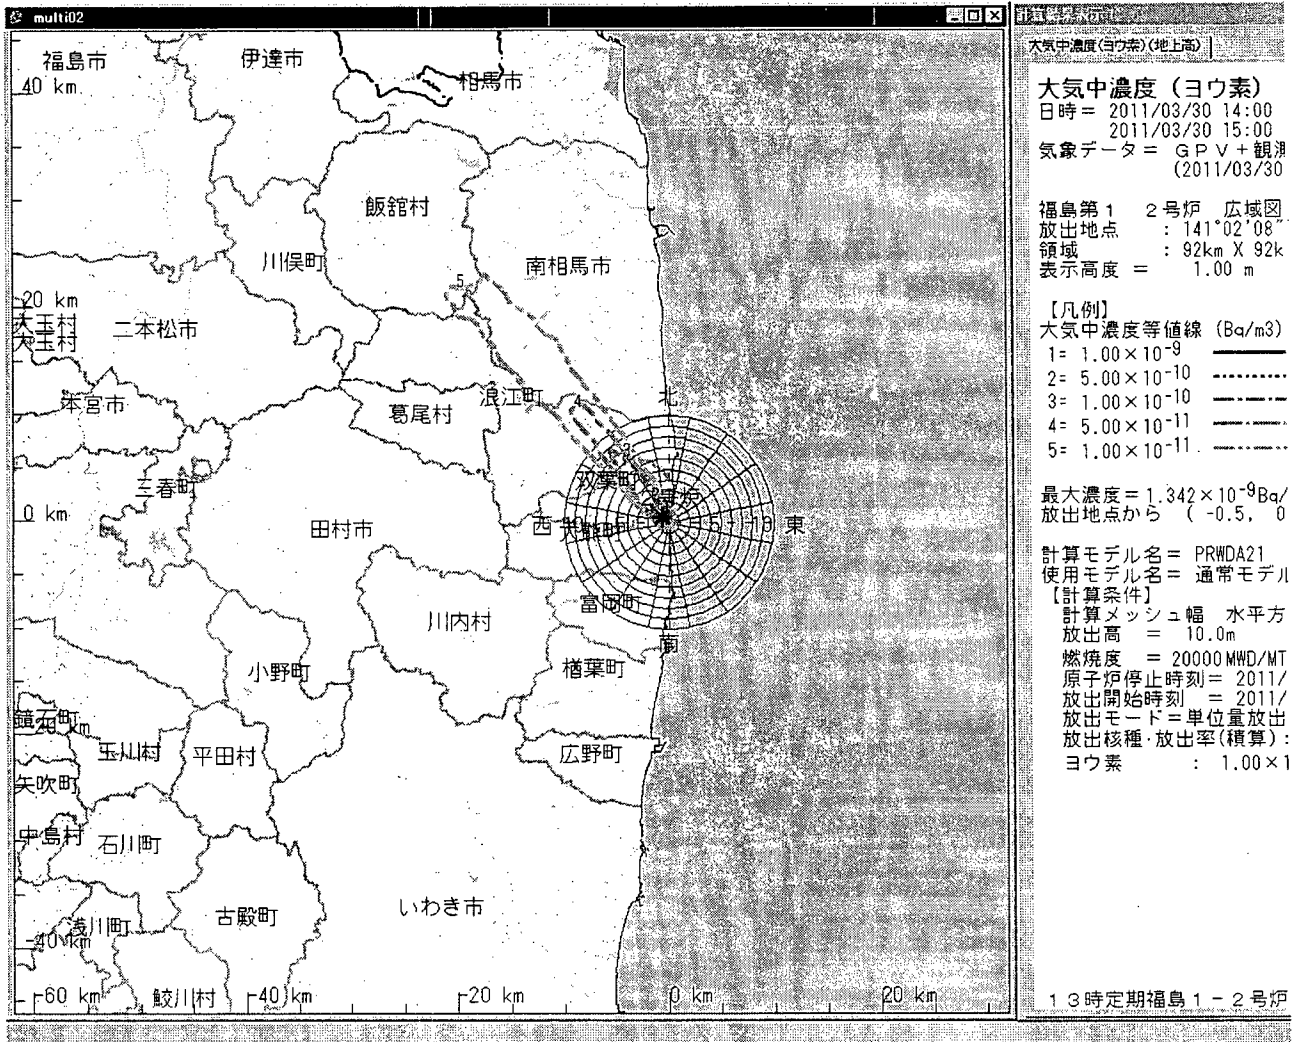 multi02
福島市
伊達市
相馬市
40 km
飯舘村
川俣町
南相馬市
5
20 km
大玉村
大玉村
二本松市
本宮市
葛尾村
浪江町
4
北
三春町
双葉町
0 km
田村市
西
東
川内村
富岡町
南
小野町
楢葉町
鏡石町
玉川村
平田村
広野町
矢吹町
中島村
石川町
浅川町
古殿町
いわき市
-40 km
-60 km
鮫川村
-40 km
-20 km
0 km
20 km
計算結果表示
大気中濃度(ヨウ素)(地上高)
大気中濃度（ヨウ素）
日時＝ 2011/03/30 14:00
2011/03/30 15:00
気象データ＝ ＧＰＶ＋観測
(2011/03/30
福島第１ ２号炉 広域図
放出地点 : 141°02'08"
領域 : 92km X 92k
表示高度 ＝ 1.00 m
【凡例】
大気中濃度等値線 (Bq/m3)
1= 1.00×10-9
2= 5.00×10-10
3= 1.00×10-10
4= 5.00×10-11
5= 1.00×10-11
最大濃度＝1.342×10-9Bq/
放出地点から ( -0.5, 0
計算モデル名＝ PRWDA21
使用モデル名＝ 通常モデル
【計算条件】
計算メッシュ幅 水平方
放出高 ＝ 10.0m
燃焼度 ＝ 20000MWD/MT
原子炉停止時刻＝ 2011/
放出開始時刻 ＝ 2011/
放出モード＝単位量放出
放出核種・放出率(積算) :
ヨウ素 : 1.00×1
１３時定期福島１－２号炉